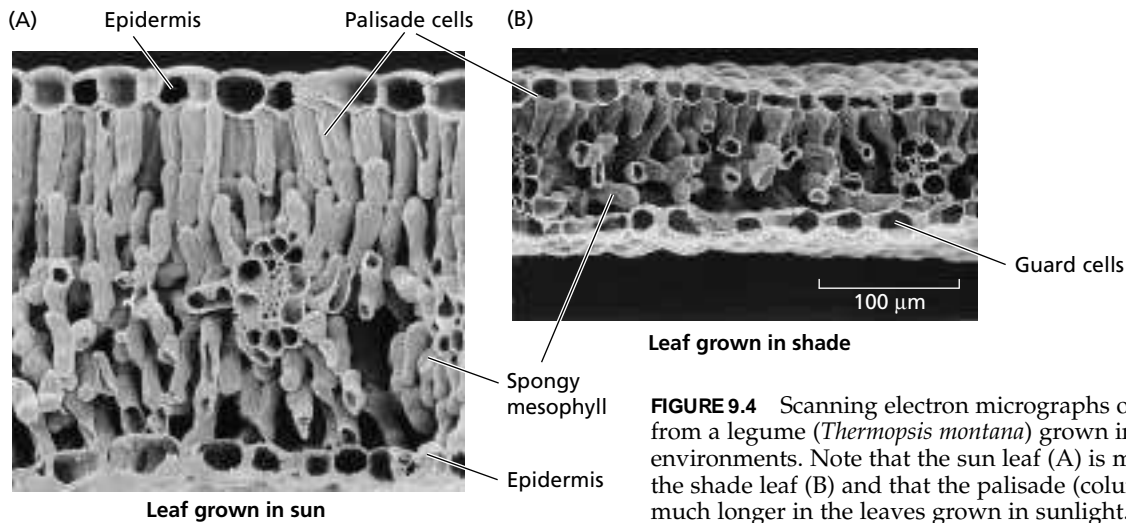 (A)
Epidermis
Palisade cells
(B)
Guard cells
100 μm
Leaf grown in shade
Spongy
mesophyll
Epidermis
Leaf grown in sun
FIGURE 9.4 Scanning electron micrographs o
from a legume (Thermopsis montana) grown in
environments. Note that the sun leaf (A) is m
the shade leaf (B) and that the palisade (colu
much longer in the leaves grown in sunlight.